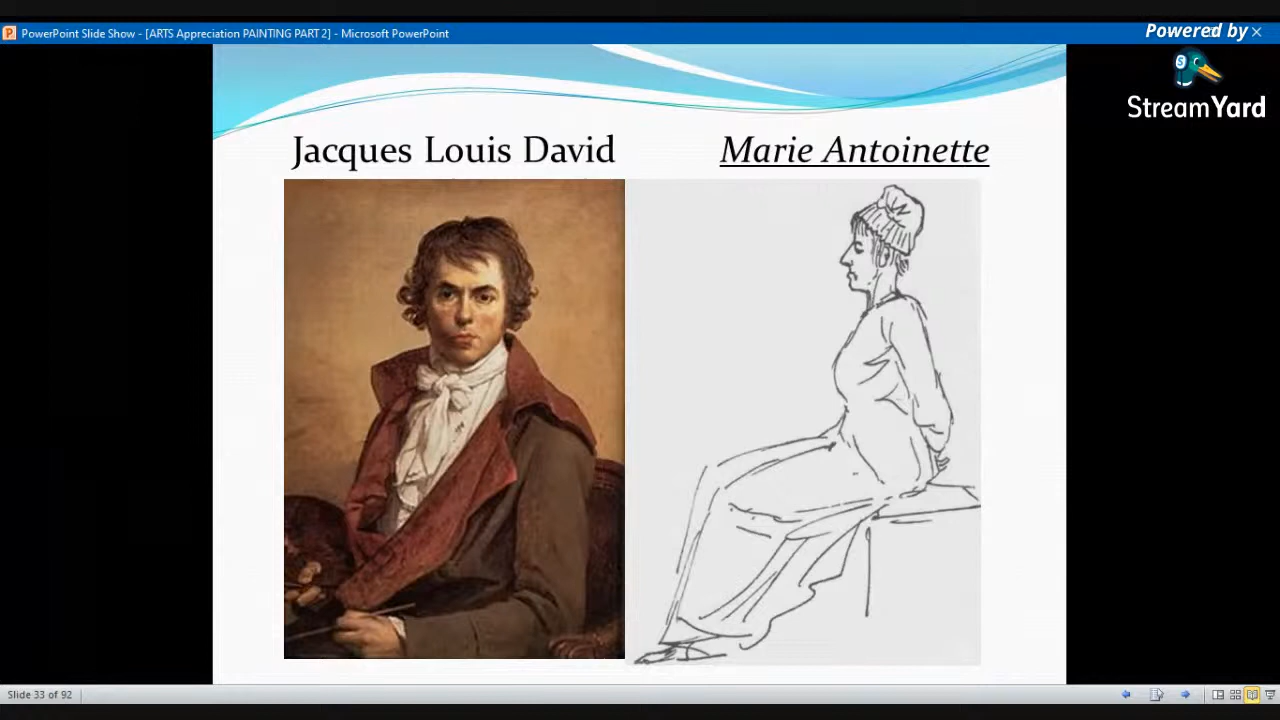 PowerPoint Slide Show - [ARTS Appreciation PAINTING PART 2] - Microsoft PowerPoint
Powered by
StreamYard
Jacques Louis David
Marie Antoinette
Slide 33 of 92